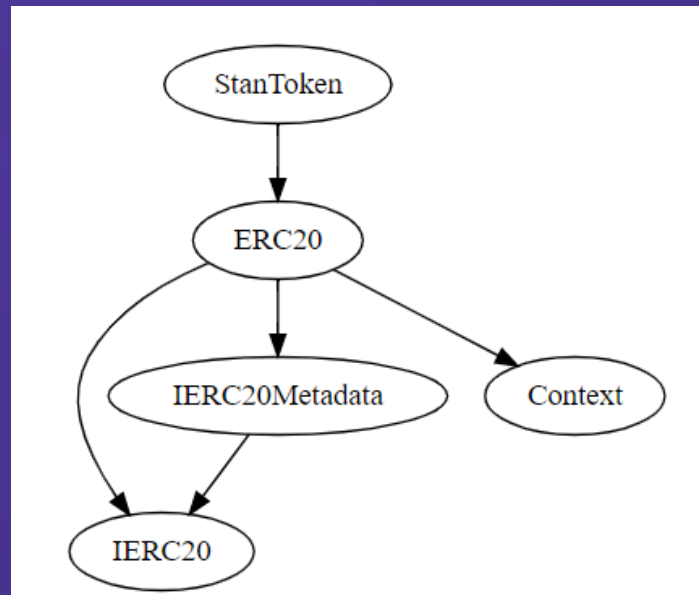 StanToken
ERC20
IERC20Metadata
Context
IERC20